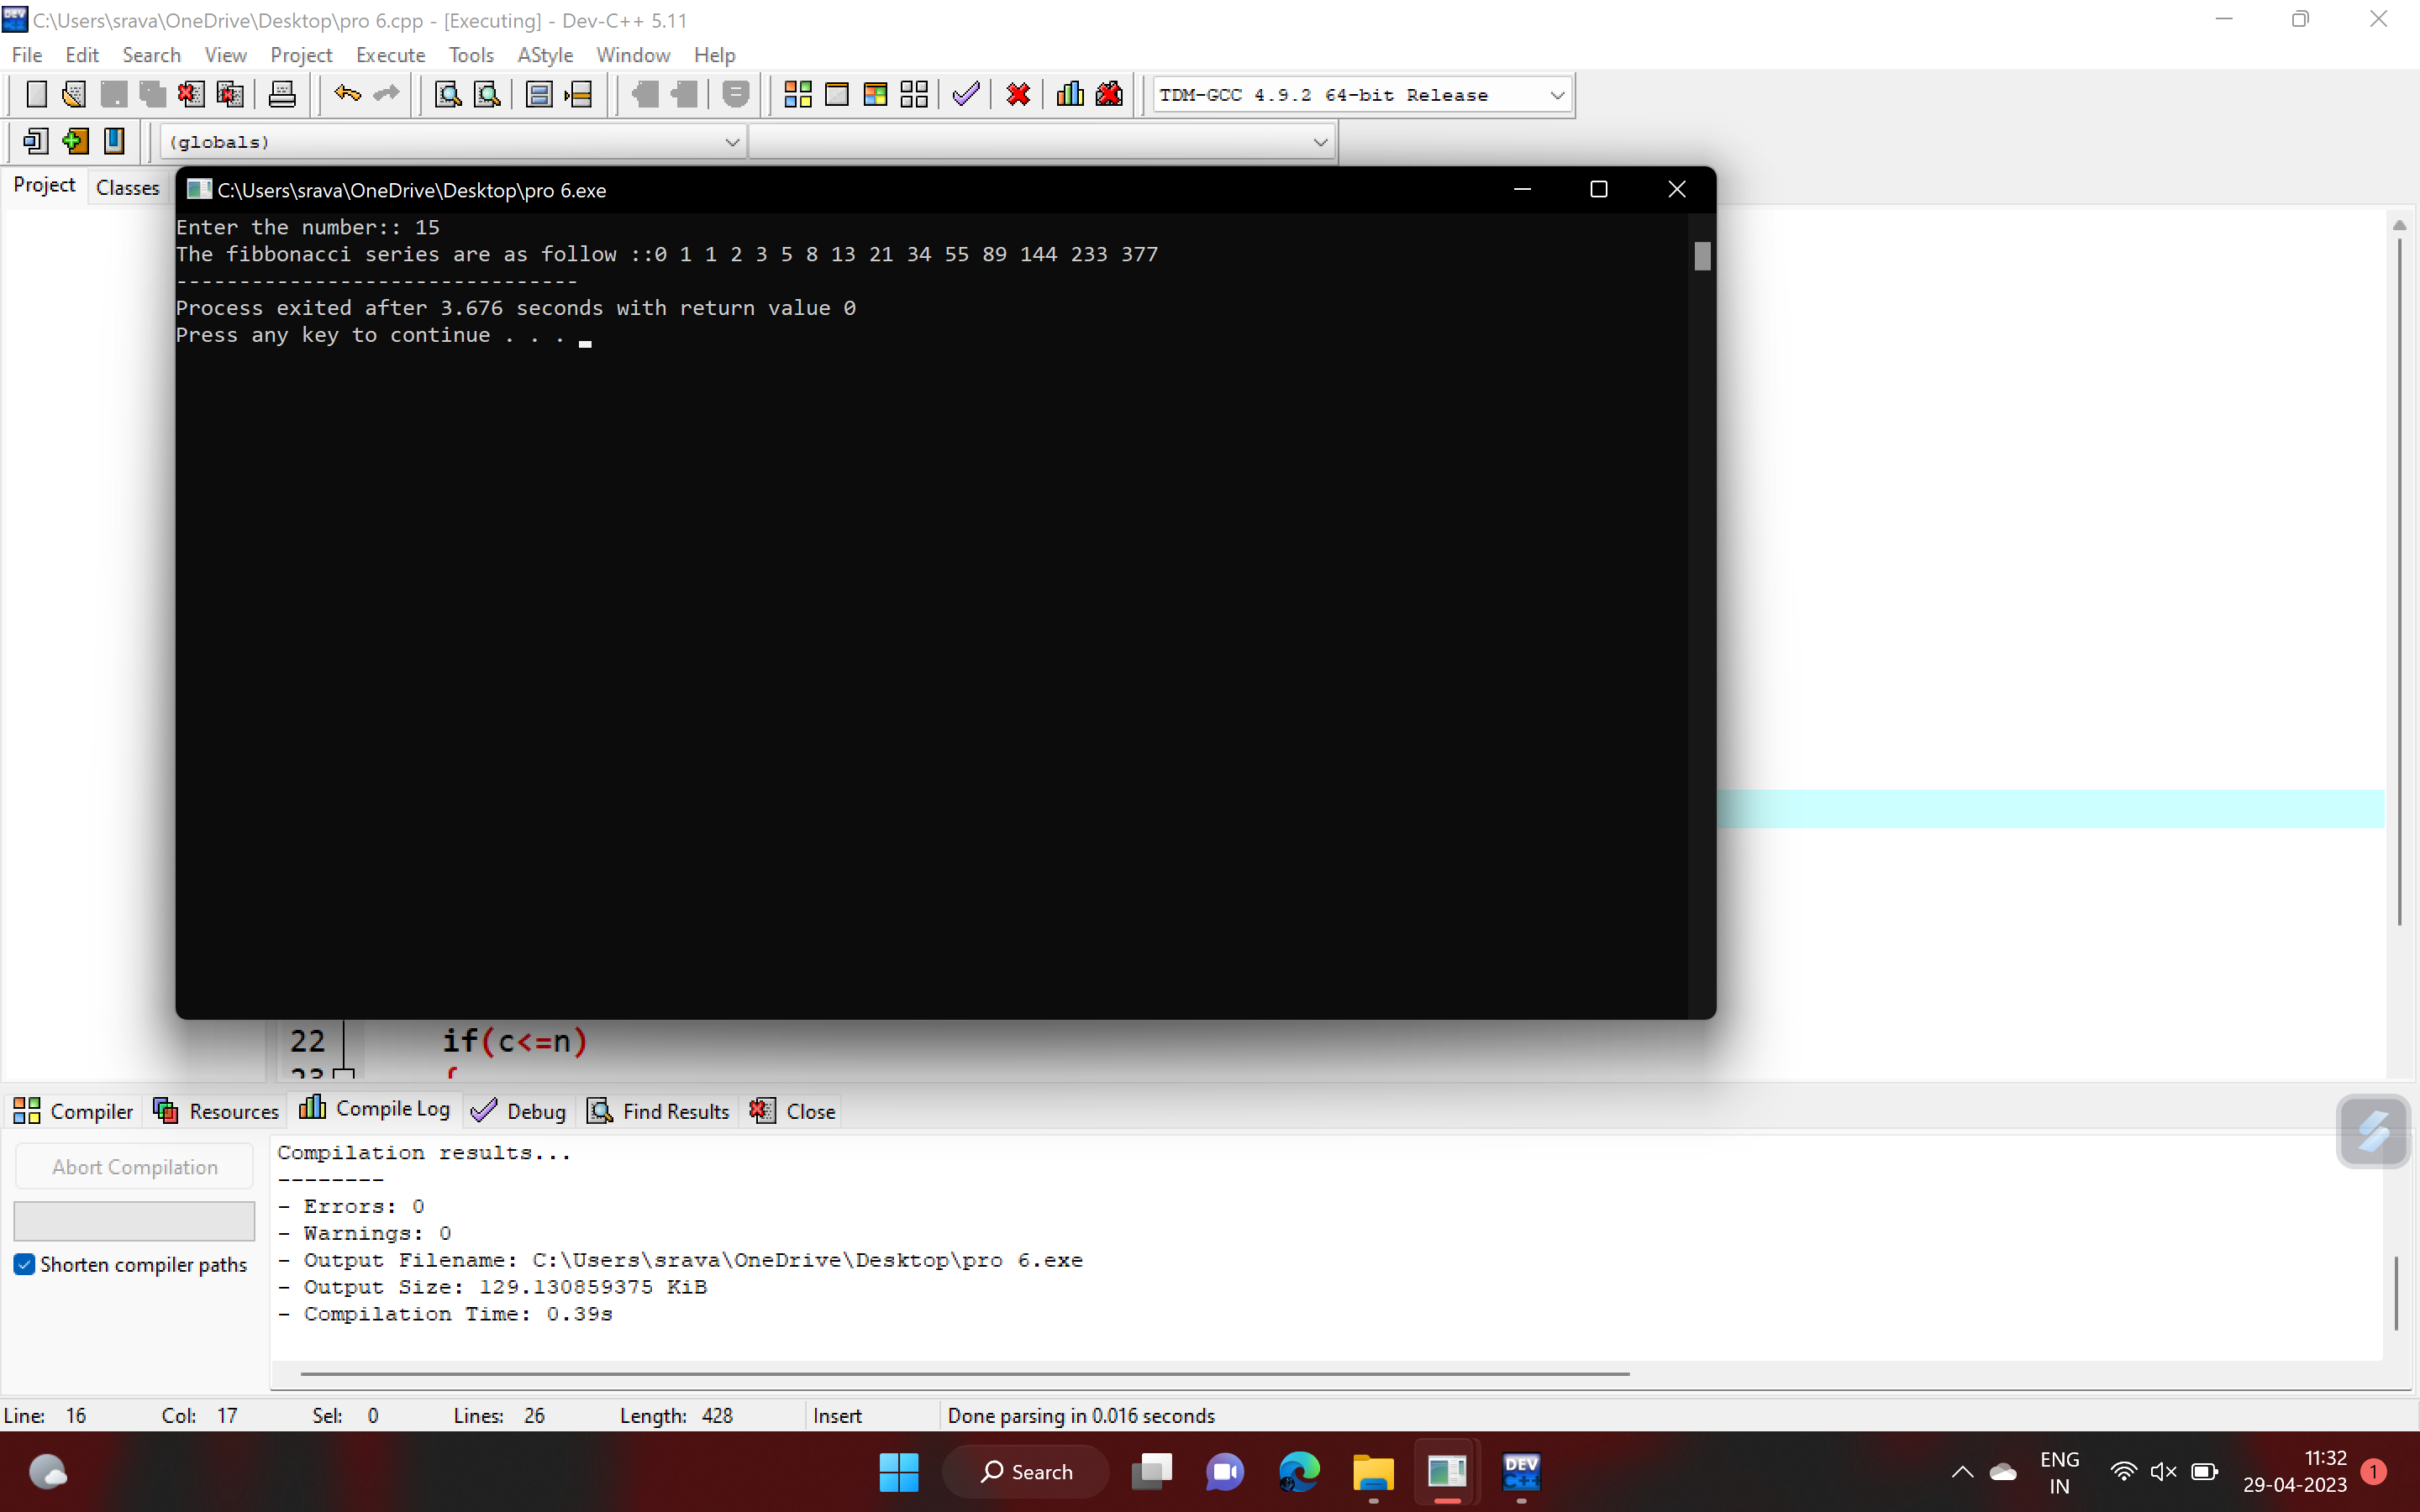 C:\Users\srava\OneDrive\Desktop\pro 6.cpp - [Executing] - Dev-C++ 5.11
File Edit Search View Project Execute Tools AStyle Window Help
TDM-GCC 4.9.2 64-bit Release
(globals)
Project Classes
C:\Users\srava\OneDrive\Desktop\pro 6.exe
Enter the number:: 15
The fibbonacci series are as follow ::0 1 1 2 3 5 8 13 21 34 55 89 144 233 377
--------------------------------
Process exited after 3.676 seconds with return value 0
Press any key to continue . . .
22 if(c<=n)
23 {
Compiler Resources Compile Log Debug Find Results Close
Abort Compilation
Shorten compiler paths
Compilation results...
--------
- Errors: 0
- Warnings: 0
- Output Filename: C:\Users\srava\OneDrive\Desktop\pro 6.exe
- Output Size: 129.130859375 KiB
- Compilation Time: 0.39s
Line: 16 Col: 17 Sel: 0 Lines: 26 Length: 428 Insert Done parsing in 0.016 seconds
Search
DEV C++
ENG
IN
11:32
29-04-2023
1